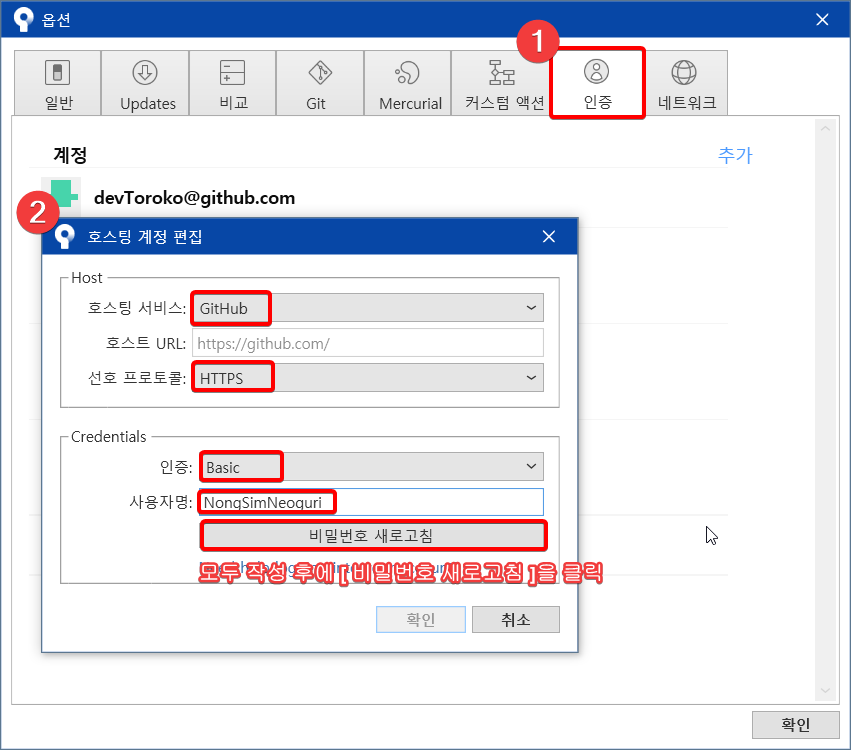 옵션
1
일반 Updates 비교 Git Mercurial 커스텀 액션 인증 네트워크
계정 추가
devToroko@github.com
2
호스팅 계정 편집
Host
호스팅 서비스: GitHub
호스트 URL: https://github.com/
선호 프로토콜: HTTPS
Credentials
인증: Basic
사용자명: NongSimNeoguri
비밀번호 새로고침
모두 작성 후에 [ 비밀번호 새로고침 ]을 클릭
확인 취소
확인